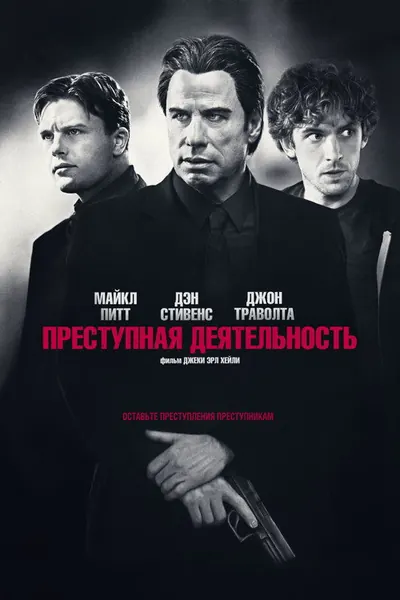 МАЙКЛ ДЭН ДЖОН
ПИТТ СТИВЕНС ТРАВОЛТА
ПРЕСТУПНАЯ ДЕЯТЕЛЬНОСТЬ
ФИЛЬМ ДЖЕКИ ЭРЛ ХЕЙЛИ
ОСТАВЬТЕ ПРЕСТУПЛЕНИЯ ПРЕСТУПНИКАМ